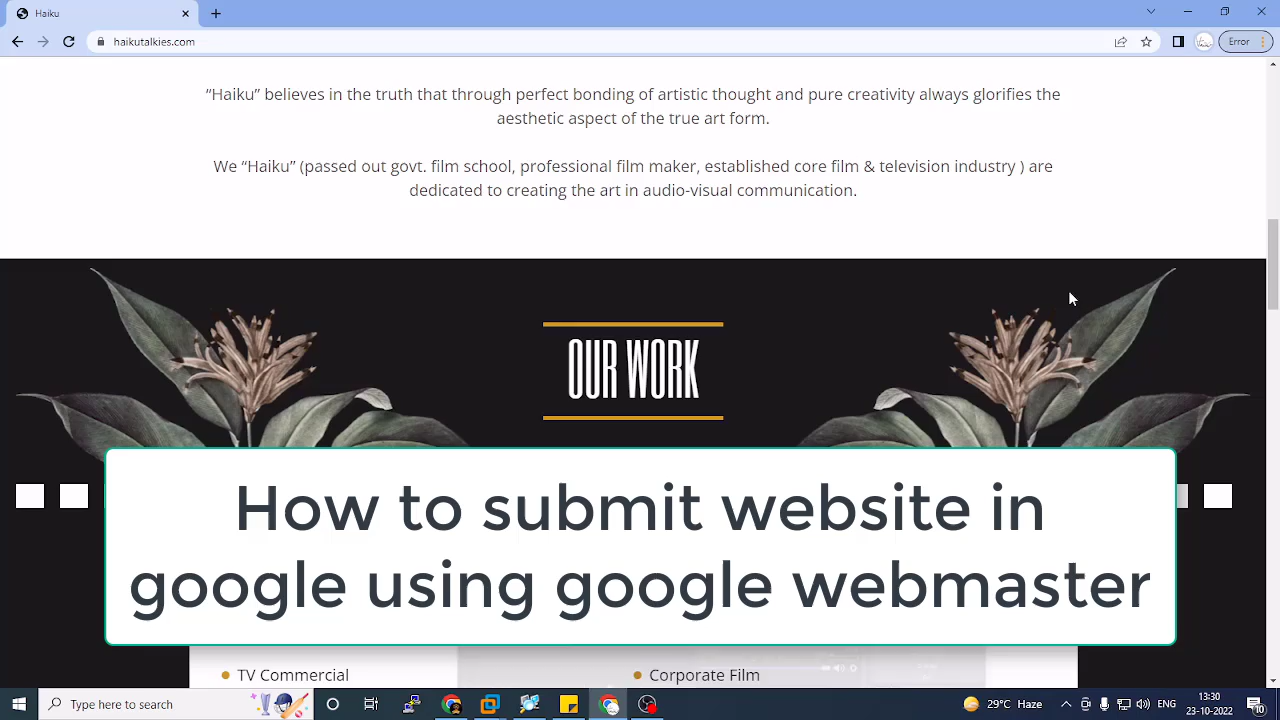 Haiku
haikutalkies.com
Error
“Haiku” believes in the truth that through perfect bonding of artistic thought and pure creativity always glorifies the
aesthetic aspect of the true art form.
We “Haiku” (passed out govt. film school, professional film maker, established core film & television industry ) are
dedicated to creating the art in audio-visual communication.
OUR WORK
How to submit website in
google using google webmaster
TV Commercial
Corporate Film
Type here to search
29°C Haze
ENG
13:30
23-10-2022